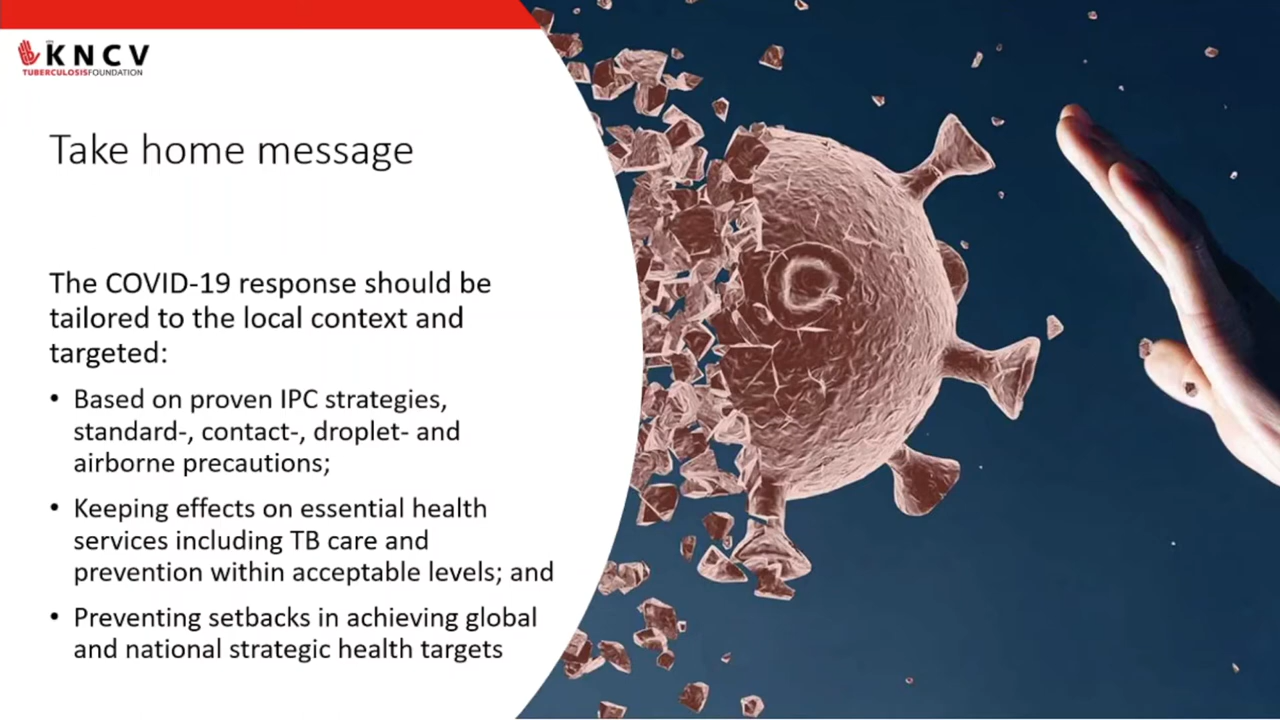 KNCV
TUBERCULOSISFOUNDATION
Take home message
The COVID-19 response should be
tailored to the local context and
targeted:
• Based on proven IPC strategies,
standard-, contact-, droplet- and
airborne precautions;
• Keeping effects on essential health
services including TB care and
prevention within acceptable levels; and
• Preventing setbacks in achieving global
and national strategic health targets